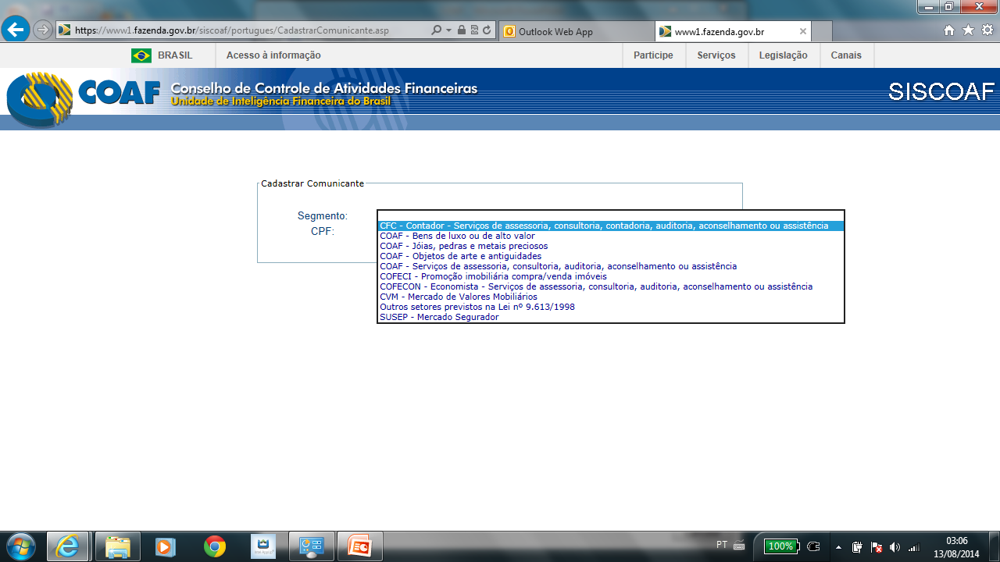 https://www1.fazenda.gov.br/siscoaf/portugues/CadastrarComunicante.asp
Outlook Web App
www1.fazenda.gov.br
BRASIL
Acesso à informação
Participe
Serviços
Legislação
Canais
COAF
Conselho de Controle de Atividades Financeiras
Unidade de Inteligência Financeira do Brasil
SISCOAF
Cadastrar Comunicante
Segmento:
CPF:
CFC - Contador - Serviços de assessoria, consultoria, contadoria, auditoria, aconselhamento ou assistência
COAF - Bens de luxo ou de alto valor
COAF - Jóias, pedras e metais preciosos
COAF - Objetos de arte e antiguidades
COAF - Serviços de assessoria, consultoria, auditoria, aconselhamento ou assistência
COFECI - Promoção imobiliária compra/venda imóveis
COFECON - Economista - Serviços de assessoria, consultoria, auditoria, aconselhamento ou assistência
CVM - Mercado de Valores Mobiliários
Outros setores previstos na Lei nº 9.613/1998
SUSEP - Mercado Segurador
PT
100%
03:06
13/08/2014